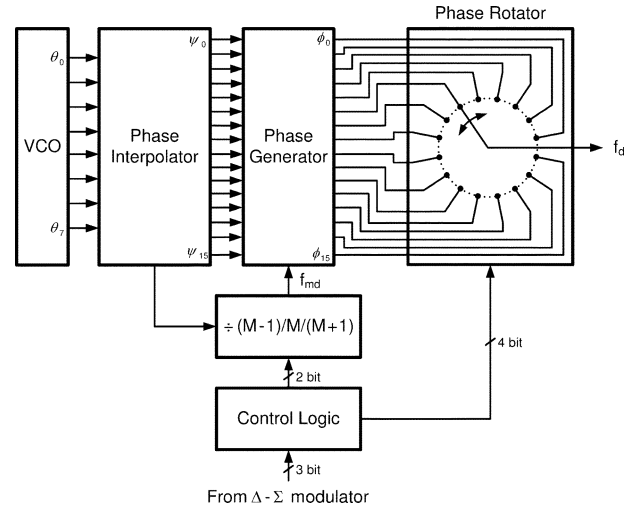 Phase Rotator
θ0
θ7
VCO
ψ0
ψ15
Phase
Interpolator
ϕ0
ϕ15
Phase
Generator
fd
fmd
÷ (M-1)/M/(M+1)
4 bit
2 bit
Control Logic
3 bit
From Δ - Σ modulator